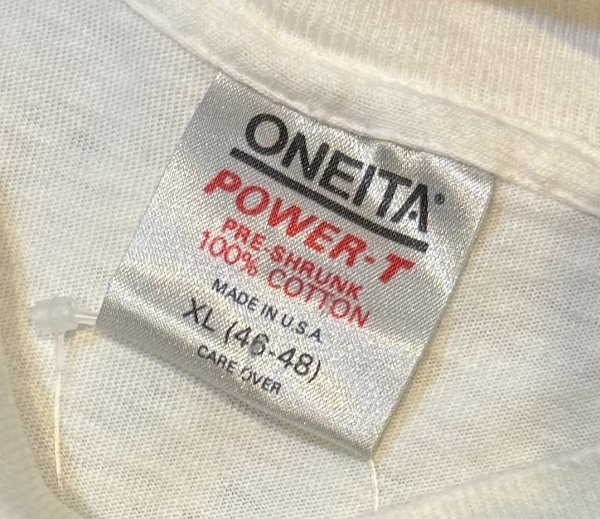 ONEITA®
POWER-T
PRE-SHRUNK
100% COTTON
MADE IN U.S.A.
XL (46-48)
CARE OVER